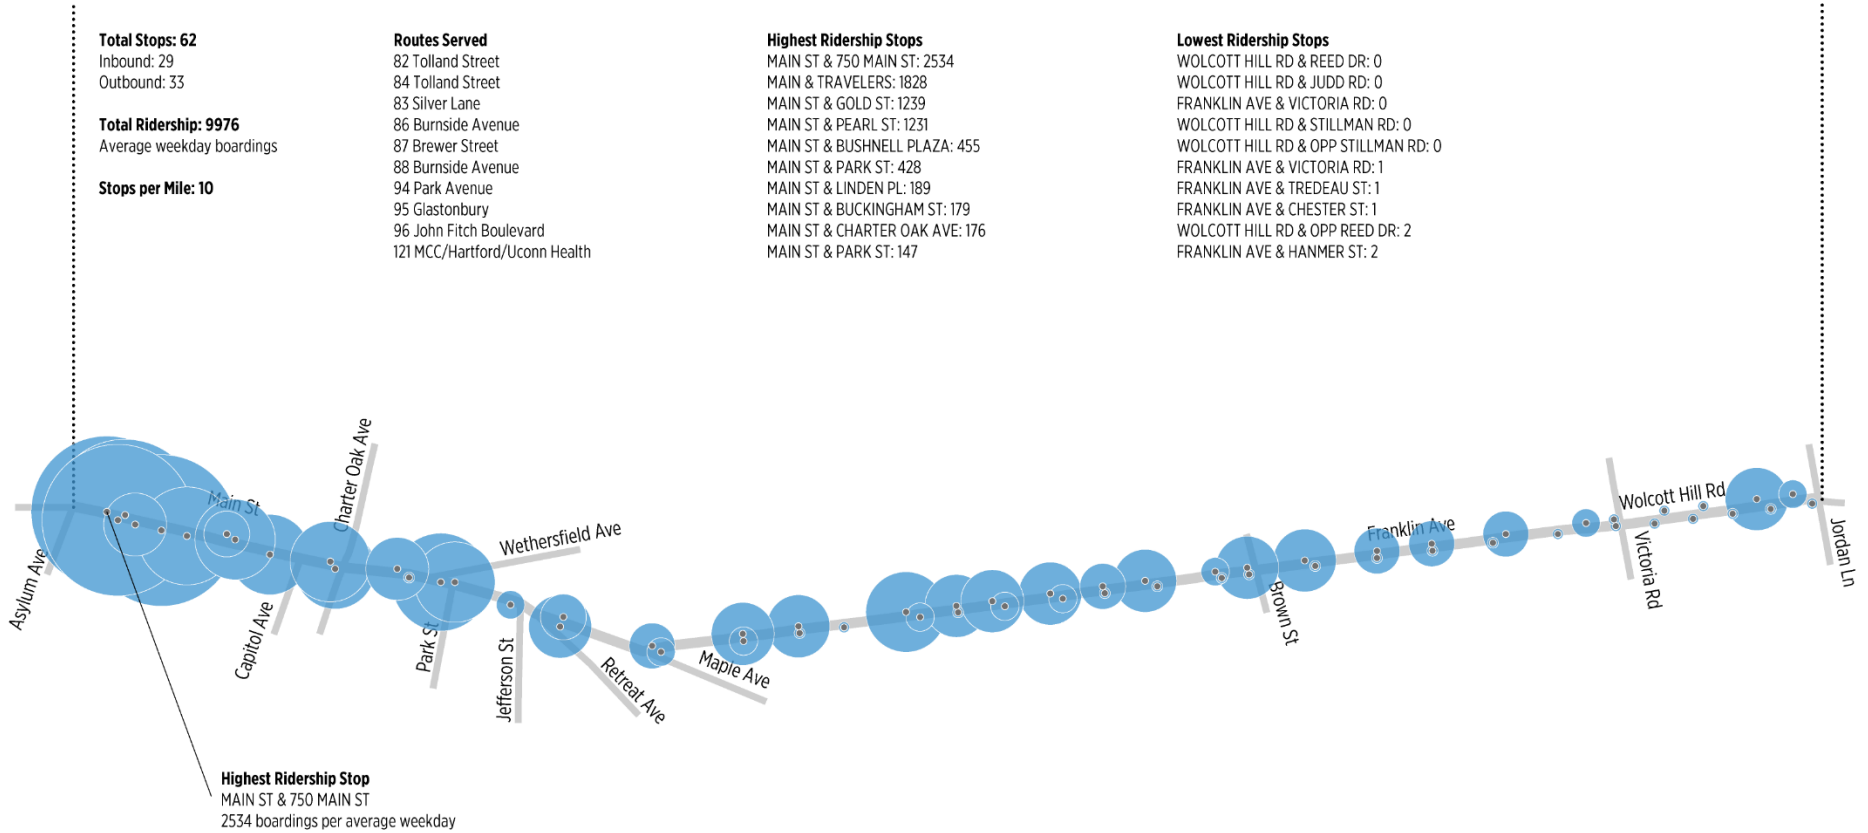 Total Stops: 62
Inbound: 29
Outbound: 33
Total Ridership: 9976
Average weekday boardings
Stops per Mile: 10
Routes Served
82 Tolland Street
84 Tolland Street
83 Silver Lane
86 Burnside Avenue
87 Brewer Street
88 Burnside Avenue
94 Park Avenue
95 Glastonbury
96 John Fitch Boulevard
121 MCC/Hartford/Uconn Health
Highest Ridership Stops
MAIN ST & 750 MAIN ST: 2534
MAIN & TRAVELERS: 1828
MAIN ST & GOLD ST: 1239
MAIN ST & PEARL ST: 1231
MAIN ST & BUSHNELL PLAZA: 455
MAIN ST & PARK ST: 428
MAIN ST & LINDEN PL: 189
MAIN ST & BUCKINGHAM ST: 179
MAIN ST & CHARTER OAK AVE: 176
MAIN ST & PARK ST: 147
Lowest Ridership Stops
WOLCOTT HILL RD & REED DR: 0
WOLCOTT HILL RD & JUDD RD: 0
FRANKLIN AVE & VICTORIA RD: 0
WOLCOTT HILL RD & STILLMAN RD: 0
WOLCOTT HILL RD & OPP STILLMAN RD: 0
FRANKLIN AVE & VICTORIA RD: 1
FRANKLIN AVE & TREDEAU ST: 1
FRANKLIN AVE & CHESTER ST: 1
WOLCOTT HILL RD & OPP REED DR: 2
FRANKLIN AVE & HANMER ST: 2
Asylum Ave
Main St
Capitol Ave
Charter Oak Ave
Park St
Wethersfield Ave
Jefferson St
Retreat Ave
Maple Ave
Brown St
Franklin Ave
Wolcott Hill Rd
Victoria Rd
Jordan Ln
Highest Ridership Stop
MAIN ST & 750 MAIN ST
2534 boardings per average weekday